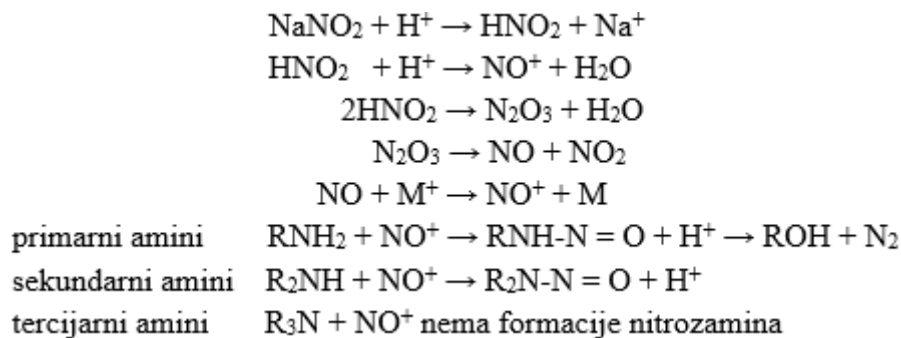 NaNO₂ + H⁺ → HNO₂ + Na⁺
HNO₂ + H⁺ → NO⁺ + H₂O
2HNO₂ → N₂O₃ + H₂O
N₂O₃ → NO + NO₂
NO + M⁺ → NO⁺ + M
primarni amini RNH₂ + NO⁺ → RNH-N = O + H⁺ → ROH + N₂
sekundarni amini R₂NH + NO⁺ → R₂N-N = O + H⁺
tercijarni amini R₃N + NO⁺ nema formacije nitrozamina